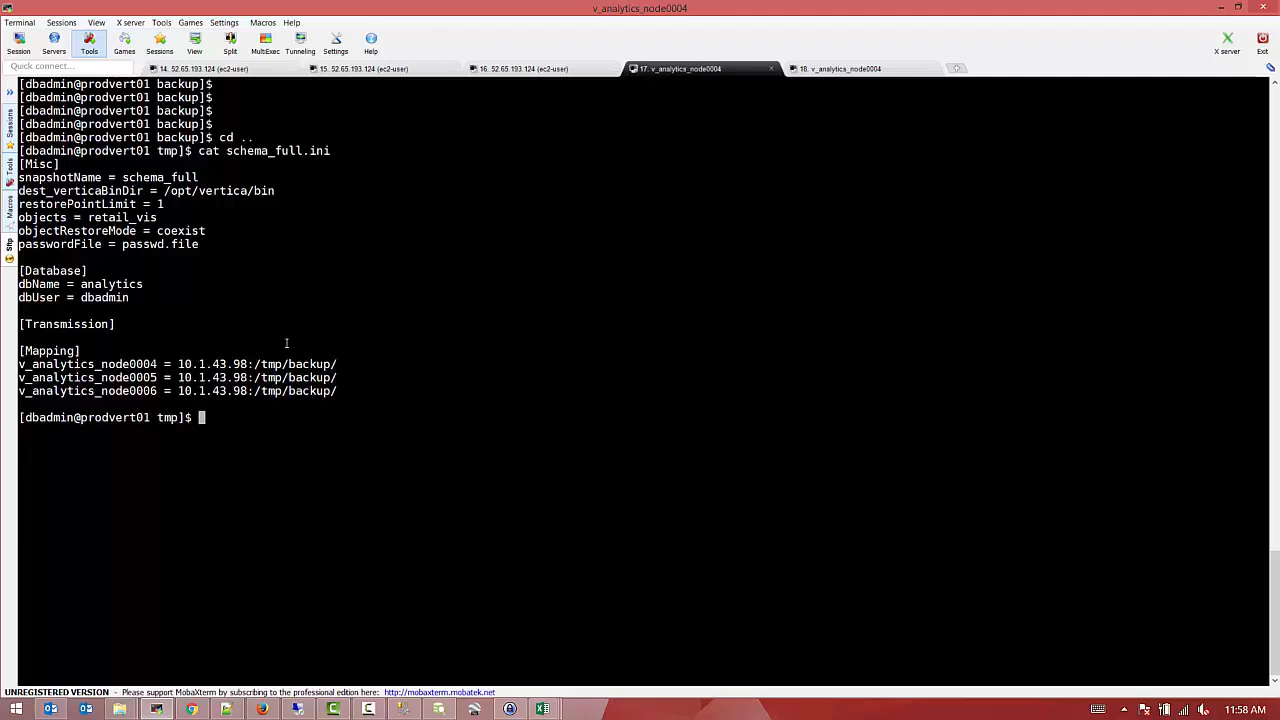 v_analytics_node0004
Terminal Sessions View X server Tools Games Settings Macros Help
Session Servers Tools Games Sessions View Split MultiExec Tunneling Settings Help X server Exit
Quick connect...
14. 52.65.193.124 (ec2-user) 15. 52.65.193.124 (ec2-user) 16. 52.65.193.124 (ec2-user) 17. v_analytics_node0004 18. v_analytics_node0004
Sessions
Tools
Macros
Sftp
[dbadmin@prodvert01 backup]$
[dbadmin@prodvert01 backup]$
[dbadmin@prodvert01 backup]$
[dbadmin@prodvert01 backup]$
[dbadmin@prodvert01 backup]$ cd ..
[dbadmin@prodvert01 tmp]$ cat schema_full.ini
[Misc]
snapshotName = schema_full
dest_verticaBinDir = /opt/vertica/bin
restorePointLimit = 1
objects = retail_vis
objectRestoreMode = coexist
passwordFile = passwd.file
[Database]
dbName = analytics
dbUser = dbadmin
[Transmission]
[Mapping]
v_analytics_node0004 = 10.1.43.98:/tmp/backup/
v_analytics_node0005 = 10.1.43.98:/tmp/backup/
v_analytics_node0006 = 10.1.43.98:/tmp/backup/
[dbadmin@prodvert01 tmp]$
UNREGISTERED VERSION - Please support MobaXterm by subscribing to the professional edition here: http://mobaxterm.mobatek.net
11:58 AM